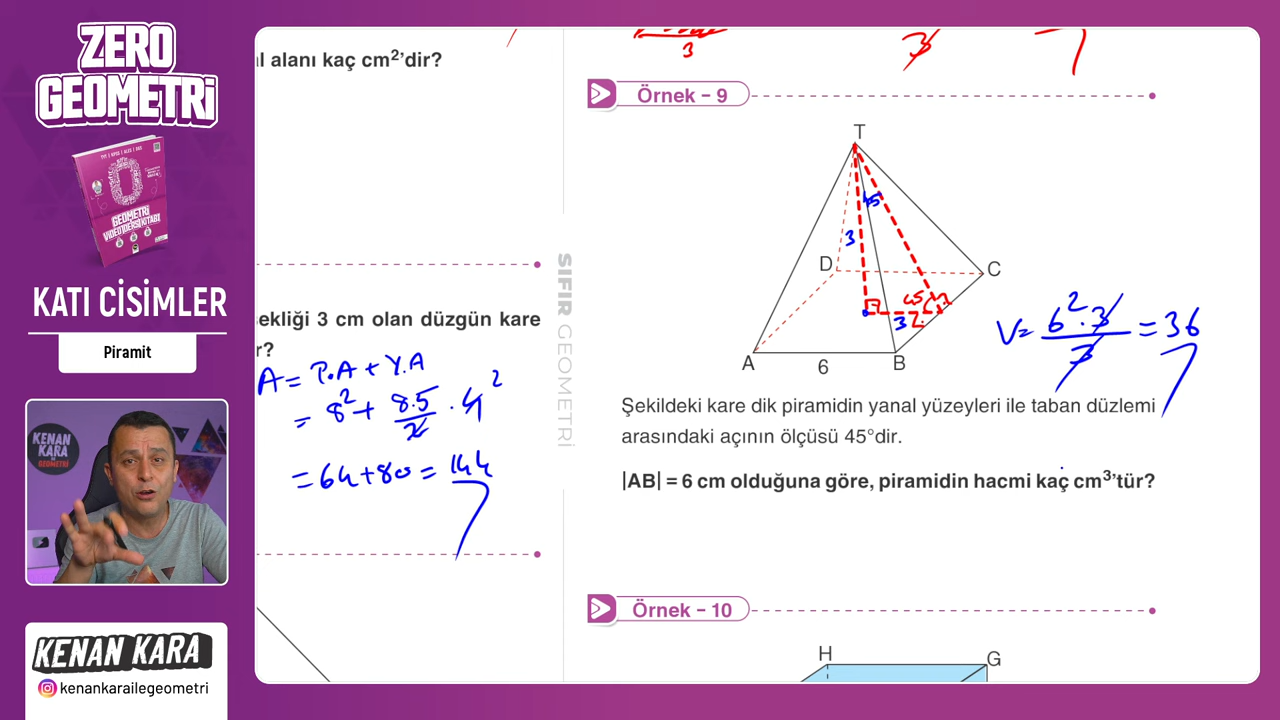 ZERO
GEOMETRİ
GEOMETRİ
VİDEO DERS KİTABI
KATI CİSİMLER
Piramit
KENAN
KARA
GEOMETRİ
KENAN KARA
kenankarailegeometri
l alanı kaç cm²'dir?
ekliği 3 cm olan düzgün kare
r?
A = T.A + Y.A
= 8² + 8.5/2 . 4
= 64 + 80 = 144
SIFIR GEOMETRİ
3
3
Örnek - 9
T
45
3
D
C
45
3
A
6
B
V = 6².3/3 = 36
Şekildeki kare dik piramidin yanal yüzeyleri ile taban düzlemi
arasındaki açının ölçüsü 45°dir.
|AB| = 6 cm olduğuna göre, piramidin hacmi kaç cm³'tür?
Örnek - 10
H
G